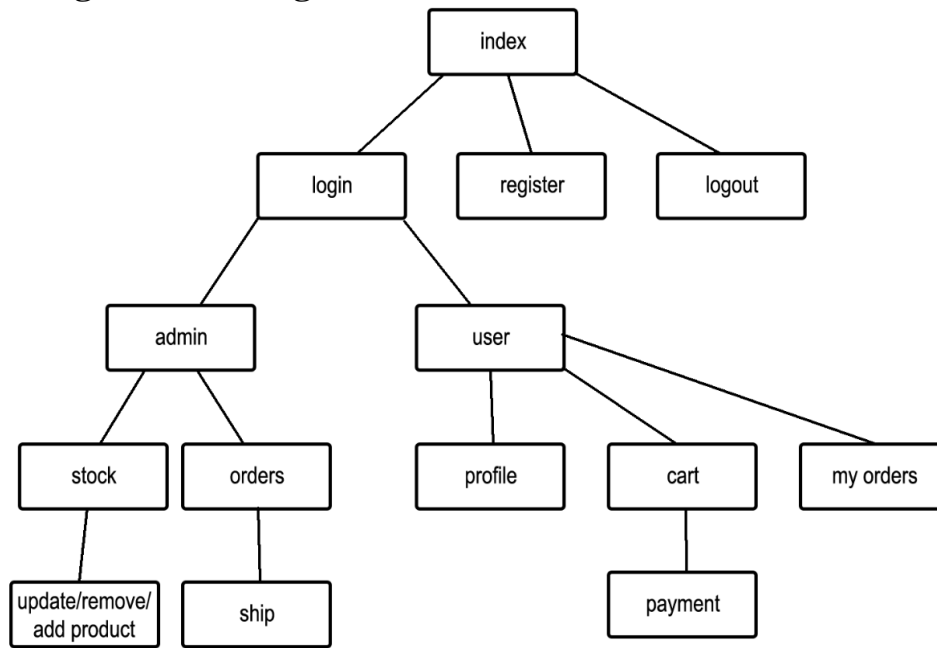 index
login
register
logout
admin
user
stock
orders
profile
cart
my orders
update/remove/
add product
ship
payment